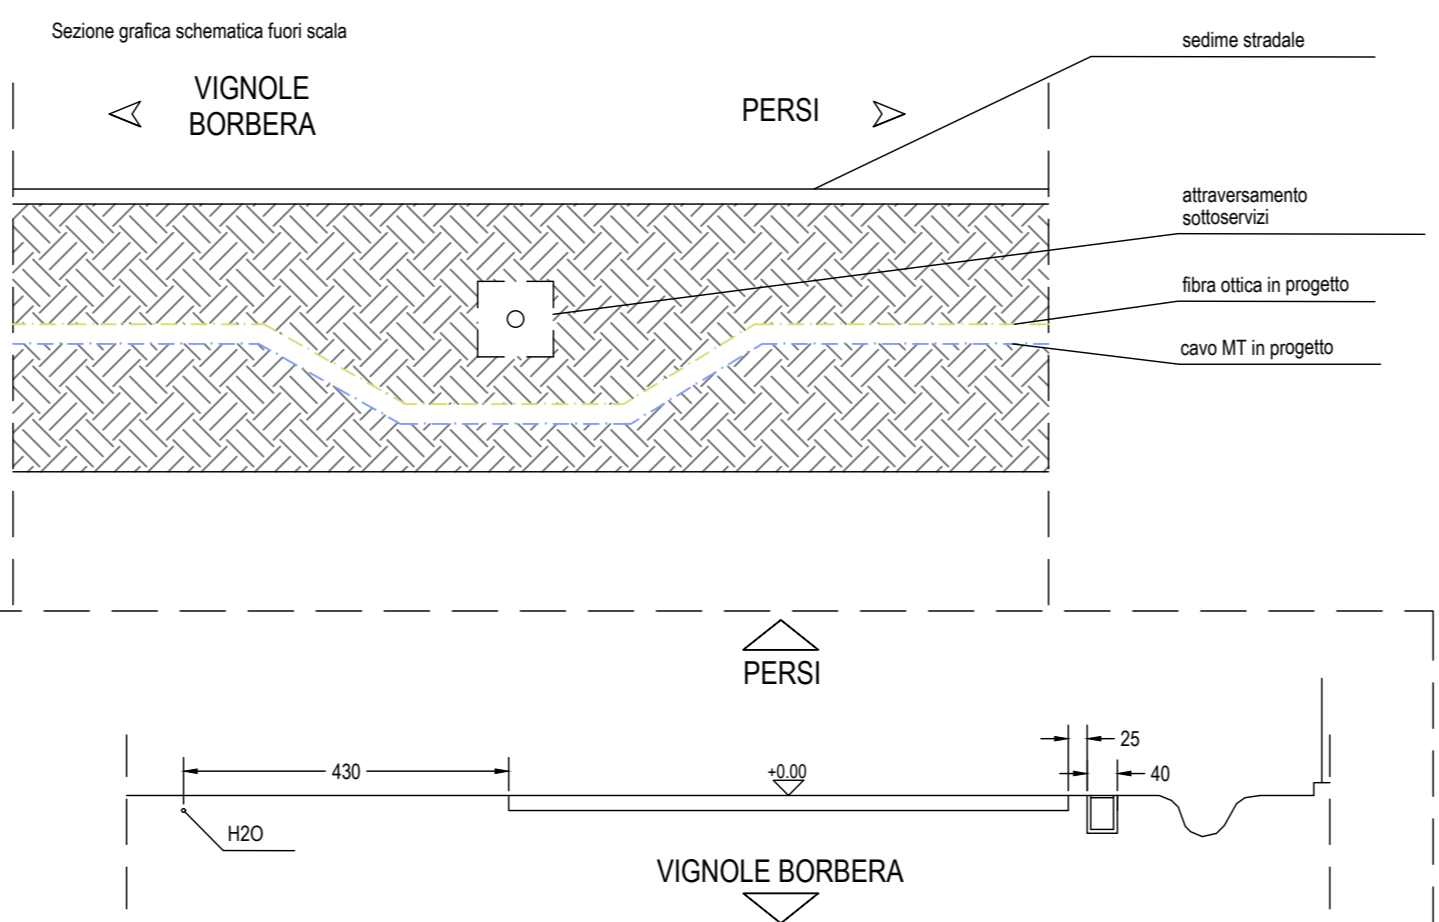 Sezione grafica schematica fuori scala
sedime stradale
VIGNOLE
BORBERA
PERSI
attraversamento
sottoservizi
fibra ottica in progetto
cavo MT in progetto
PERSI
430
+0.00
25
40
H2O
VIGNOLE BORBERA